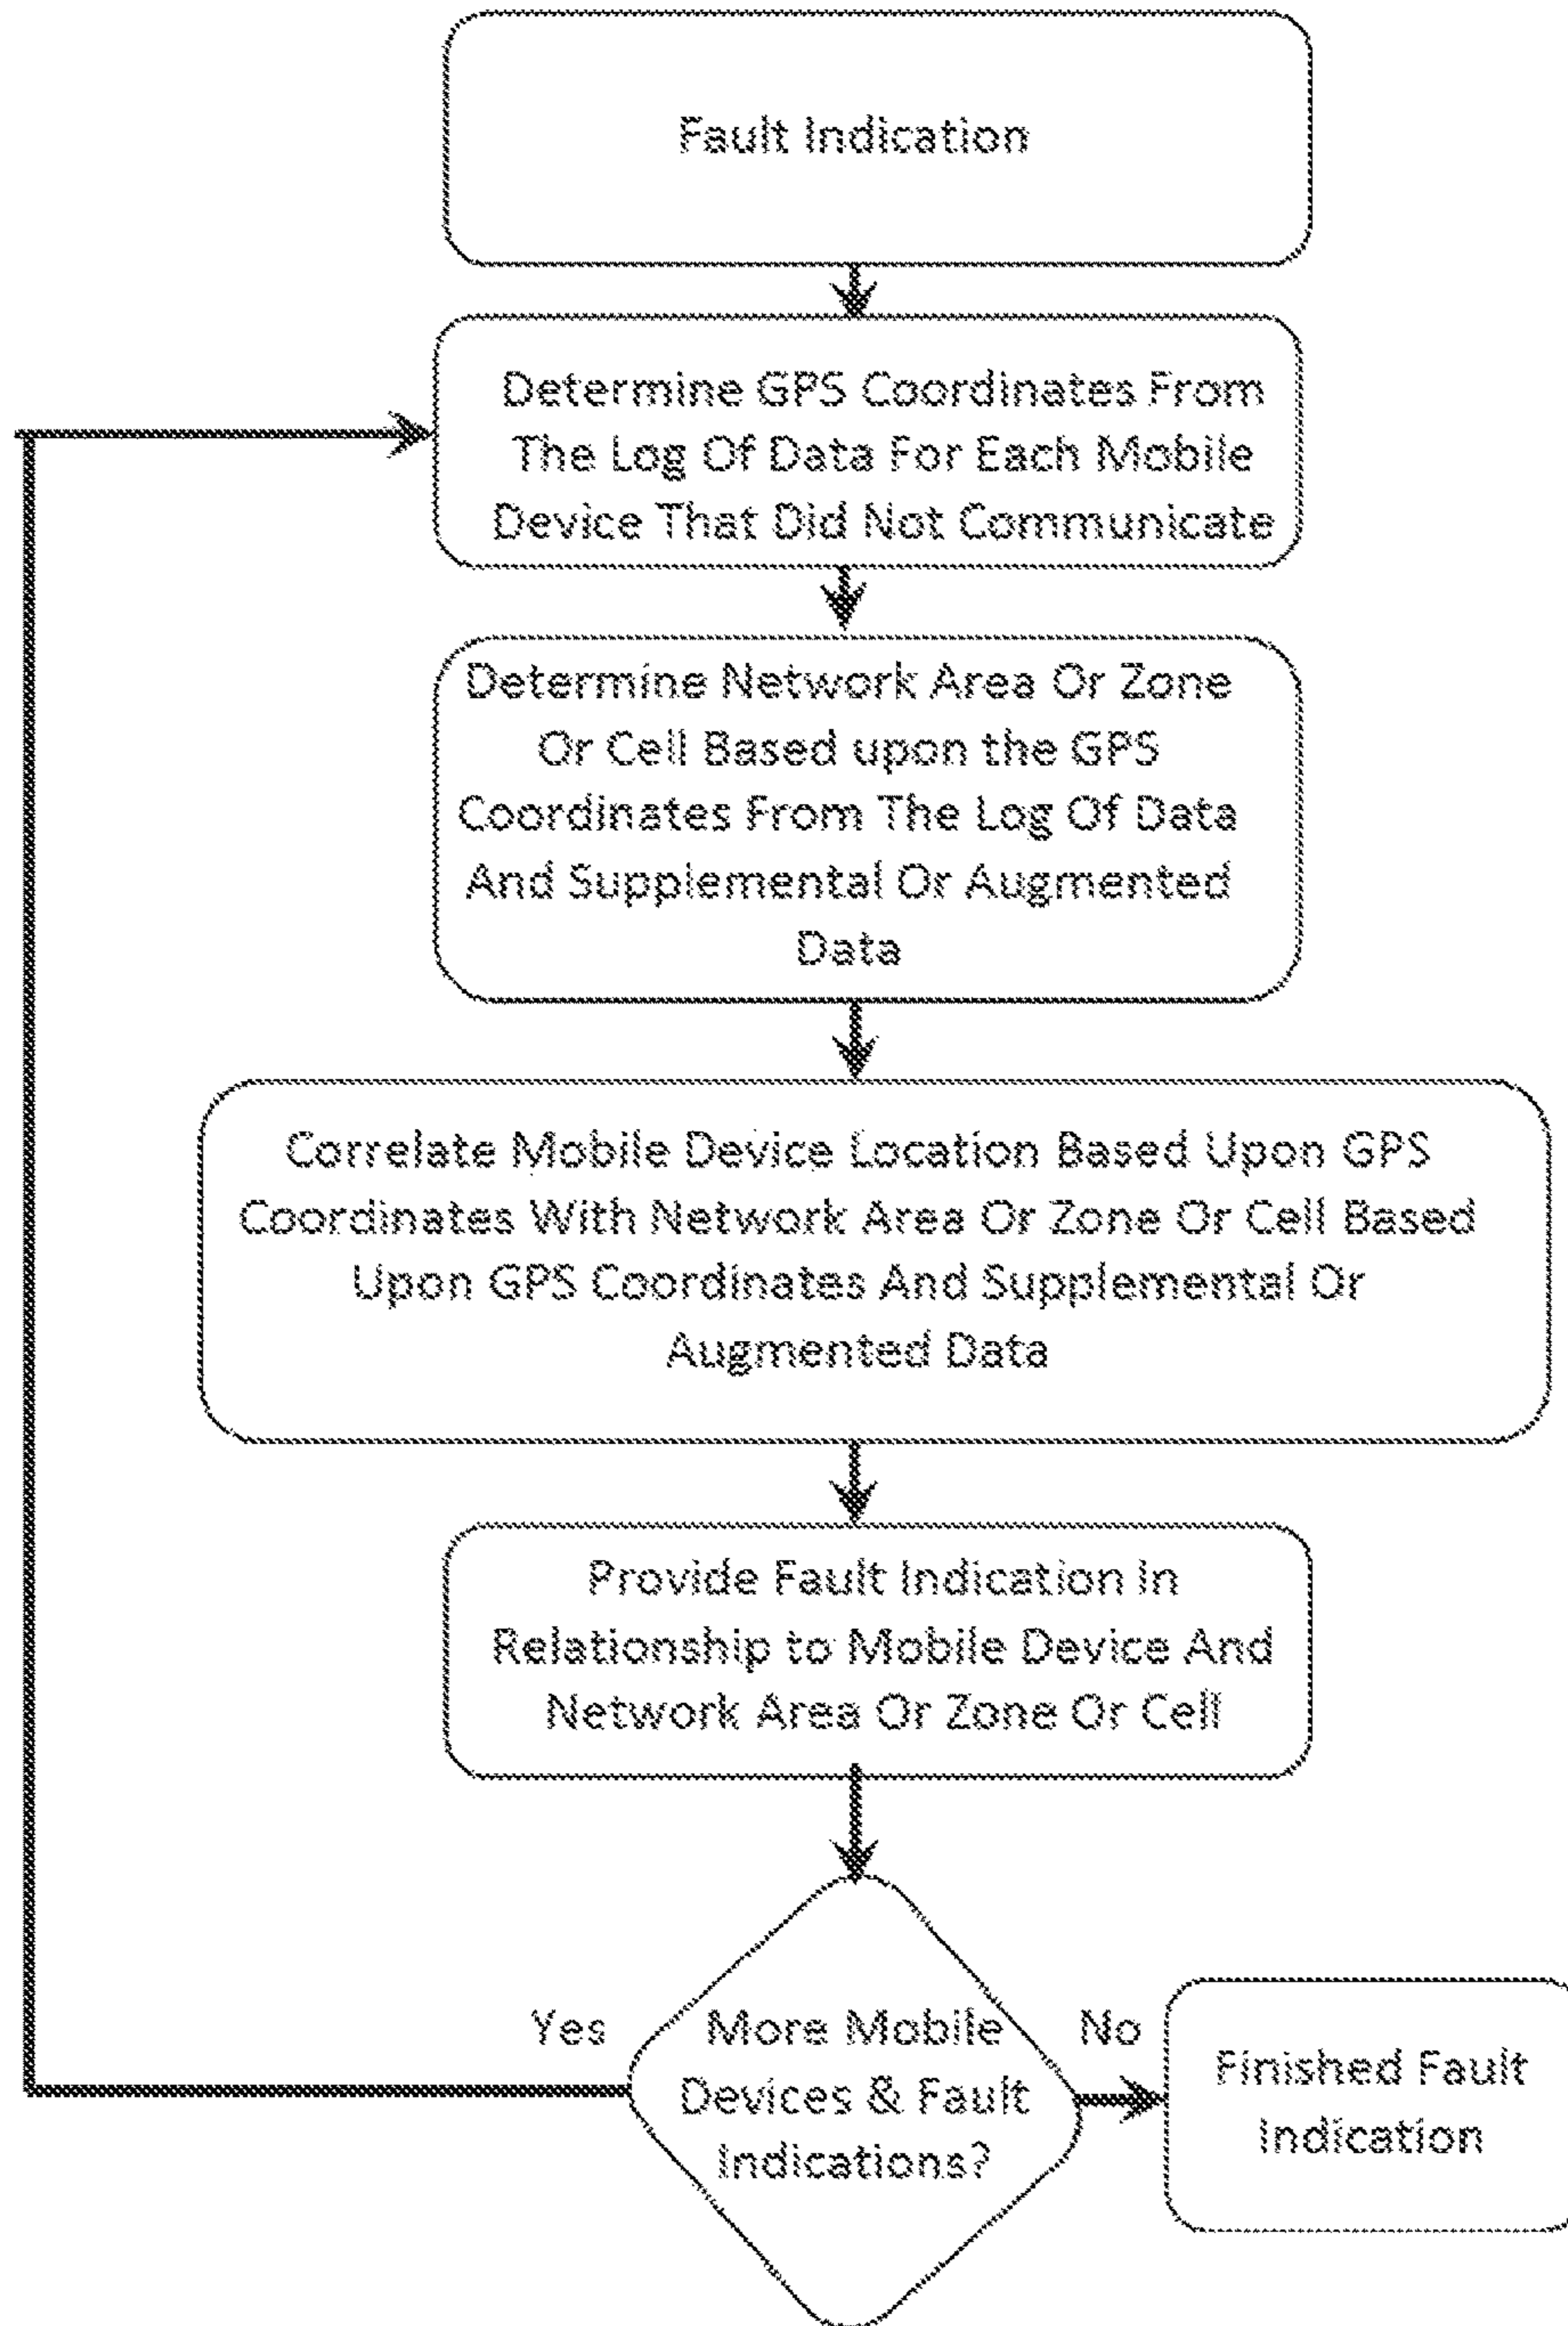 Fault Indication
Determine GPS Coordinates From
The Log Of Data For Each Mobile
Device That Did Not Communicate
Determine Network Area Or Zone
Or Cell Based upon the GPS
Coordinates From The Log Of Data
And Supplemental Or Augmented
Data
Correlate Mobile Device Location Based Upon GPS
Coordinates With Network Area Or Zone Or Cell Based
Upon GPS Coordinates And Supplemental Or
Augmented Data
Provide Fault Indication In
Relationship to Mobile Device And
Network Area Or Zone Or Cell
Yes
More Mobile
Devices & Fault
Indications?
No
Finished Fault
Indication